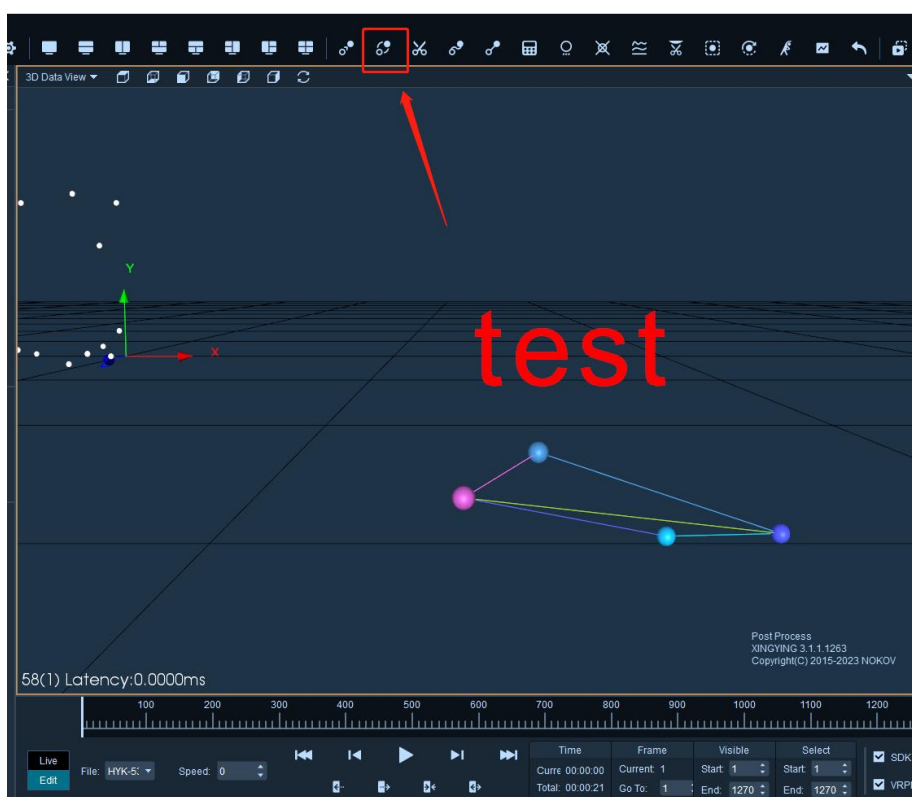 3D Data View
Y
X
test
Post Process
XINGYING 3.1.1.1263
Copyright(C) 2015-2023 NOKOV
58(1) Latency:0.0000ms
100 200 300 400 500 600 700 800 900 1000 1100 1200
Live
Edit
File: HYK-5:
Speed: 0
Time
Curre 00:00:00
Total: 00:00:21
Frame
Current: 1
Go To: 1
Visible
Start: 1
End: 1270
Select
Start: 1
End: 1270
SDK
VRP